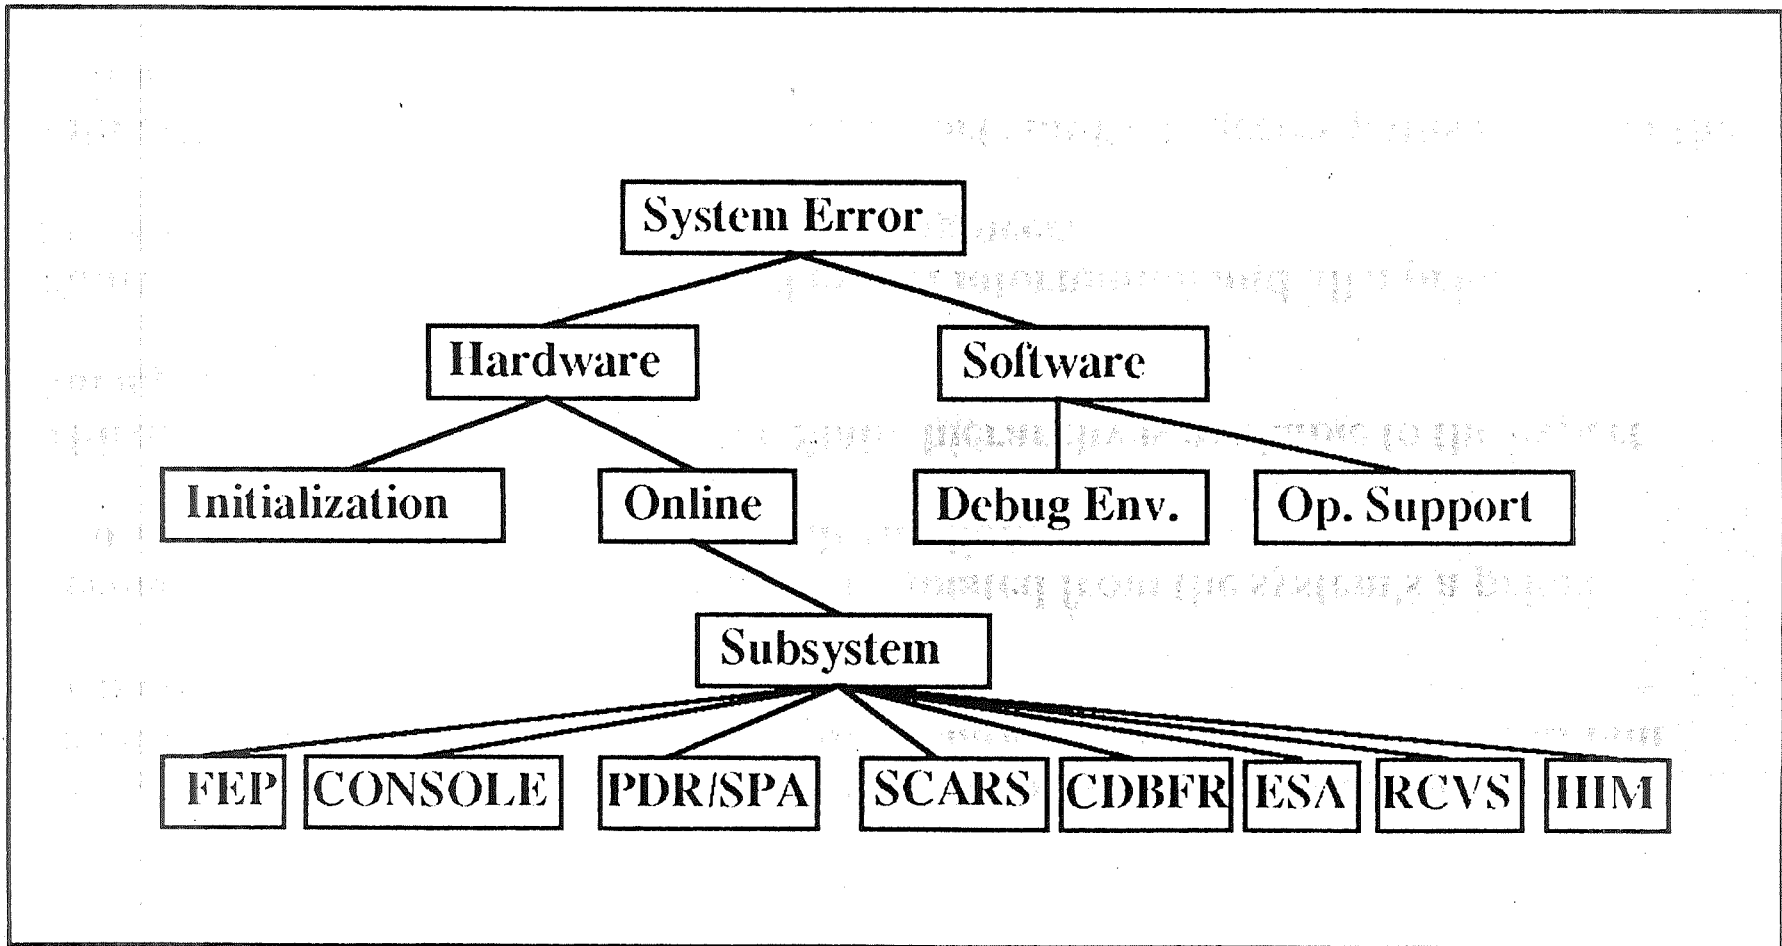 System Error
Hardware
Software
Initialization
Online
Debug Env.
Op. Support
Subsystem
FEP
CONSOLE
PDR/SPA
SCARS
CDBFR
ESA
RCVS